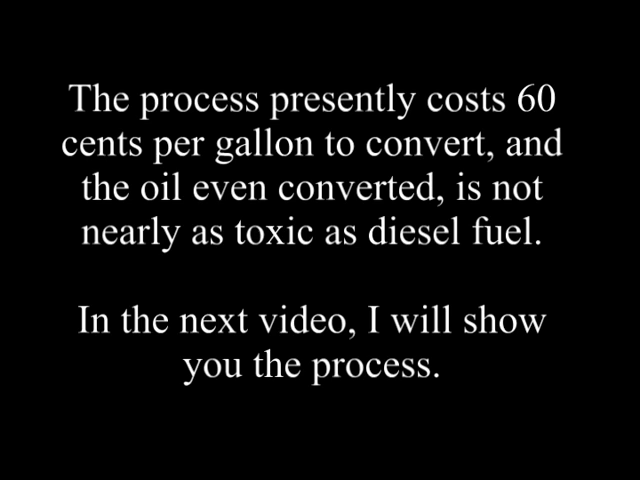 The process presently costs 60
cents per gallon to convert, and
the oil even converted, is not
nearly as toxic as diesel fuel.
In the next video, I will show
you the process.